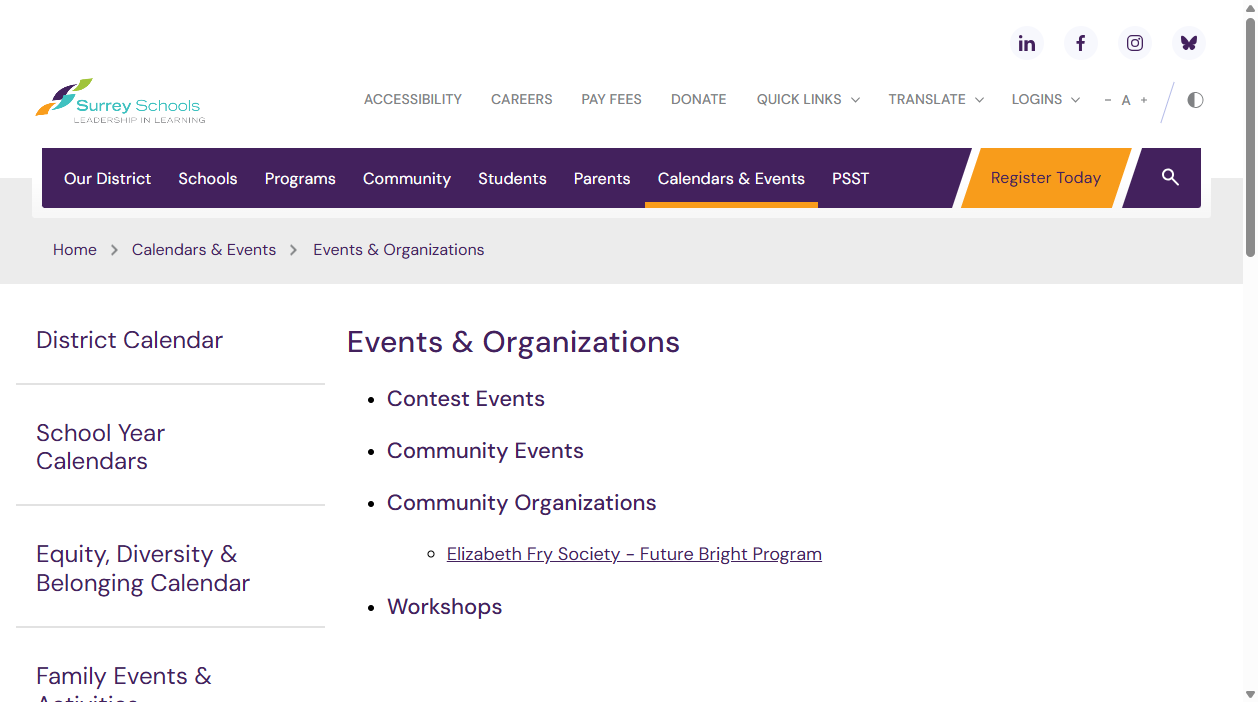 Surrey Schools
LEADERSHIP IN LEARNING
ACCESSIBILITY CAREERS PAY FEES DONATE QUICK LINKS TRANSLATE LOGINS - A +
Our District Schools Programs Community Students Parents Calendars & Events PSST Register Today
Home Calendars & Events Events & Organizations
District Calendar
School Year
Calendars
Equity, Diversity &
Belonging Calendar
Family Events &
Activities
Events & Organizations
Contest Events
Community Events
Community Organizations
Elizabeth Fry Society - Future Bright Program
Workshops